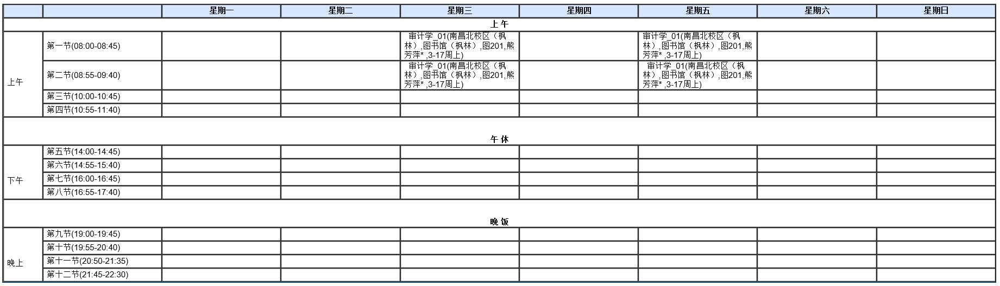 星期一 星期二 星期三 星期四 星期五 星期六 星期日
上 午
上午
第一节(08:00-08:45)
审计学_01(南昌北校区（枫
林）,图书馆（枫林）,图201,熊
芳萍* ,3-17周上)
审计学_01(南昌北校区（枫
林）,图书馆（枫林）,图201,熊
芳萍* ,3-17周上)
第二节(08:55-09:40)
审计学_01(南昌北校区（枫
林）,图书馆（枫林）,图201,熊
芳萍* ,3-17周上)
审计学_01(南昌北校区（枫
林）,图书馆（枫林）,图201,熊
芳萍* ,3-17周上)
第三节(10:00-10:45)
第四节(10:55-11:40)
午 休
下午
第五节(14:00-14:45)
第六节(14:55-15:40)
第七节(16:00-16:45)
第八节(16:55-17:40)
晚 饭
晚上
第九节(19:00-19:45)
第十节(19:55-20:40)
第十一节(20:50-21:35)
第十二节(21:45-22:30)